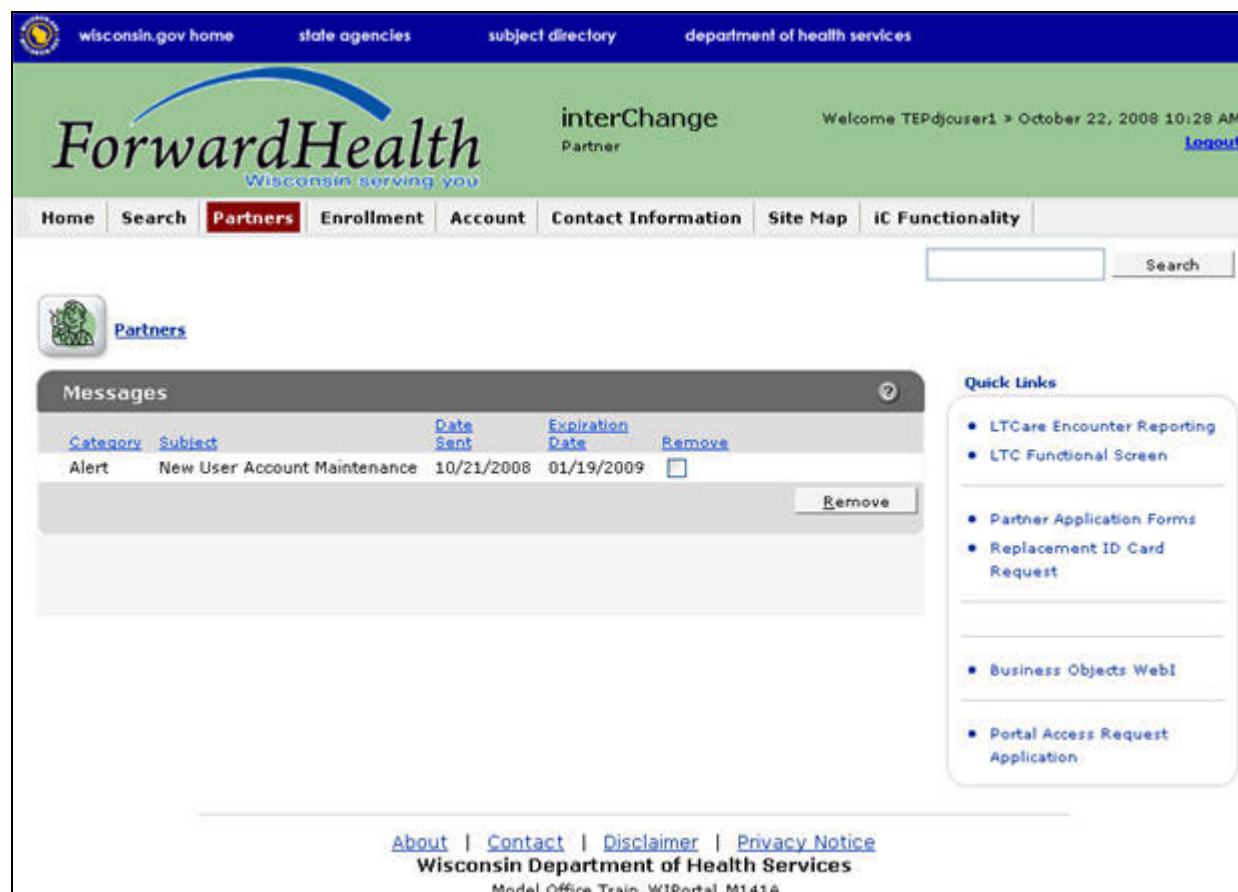 wisconsin.gov home state agencies subject directory department of health services
ForwardHealth
Wisconsin serving you
interChange
Partner
Welcome TEPdjcuser1 » October 22, 2008 10:28 AM
Logout
Home Search Partners Enrollment Account Contact Information Site Map iC Functionality
Search
Partners
Messages
Category Subject Date Sent Expiration Date Remove
Alert New User Account Maintenance 10/21/2008 01/19/2009
Remove
Quick Links
LTCare Encounter Reporting
LTC Functional Screen
Partner Application Forms
Replacement ID Card
Request
Business Objects WebI
Portal Access Request
Application
About | Contact | Disclaimer | Privacy Notice
Wisconsin Department of Health Services
Model Office Train WIPortal M141A